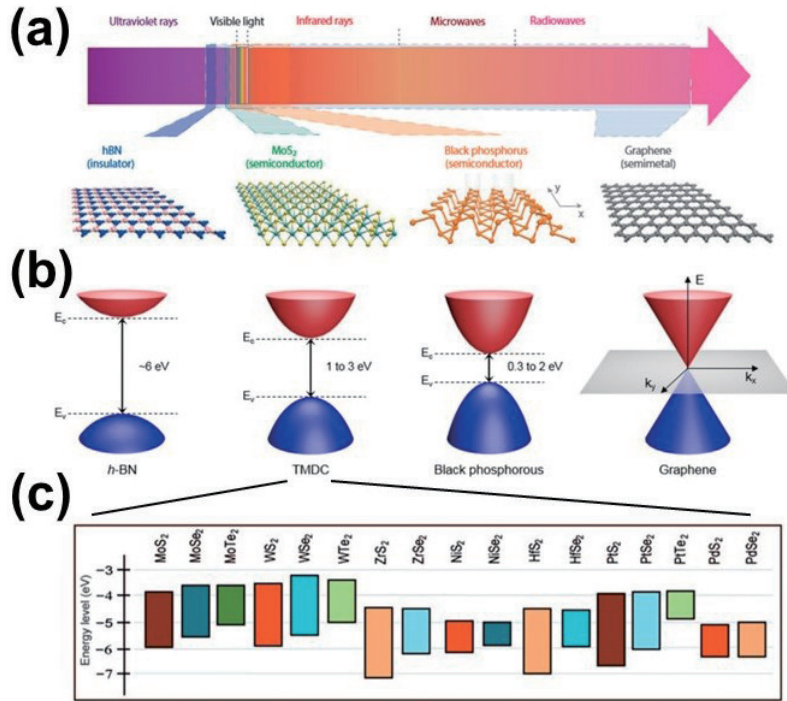 (a)
Ultraviolet rays Visible light Infrared rays Microwaves Radiowaves
hBN MoS₂ Black phosphorus Graphene
(insulator) (semiconductor) (semiconductor) (semimetal)
y
x
(b)
E
Ec
Ec
Ec
~6 eV 1 to 3 eV 0.3 to 2 eV
Ev
Ev
Ev
ky kx
h-BN TMDC Black phosphorous Graphene
(c)
MoS₂ MoSe₂ MoTe₂ WS₂ WSe₂ WTe₂ ZrS₂ ZrSe₂ NiS₂ NiSe₂ HfS₂ HfSe₂ PtS₂ PtSe₂ PtTe₂ PdS₂ PdSe₂
Energy level (eV)
-3
-4
-5
-6
-7